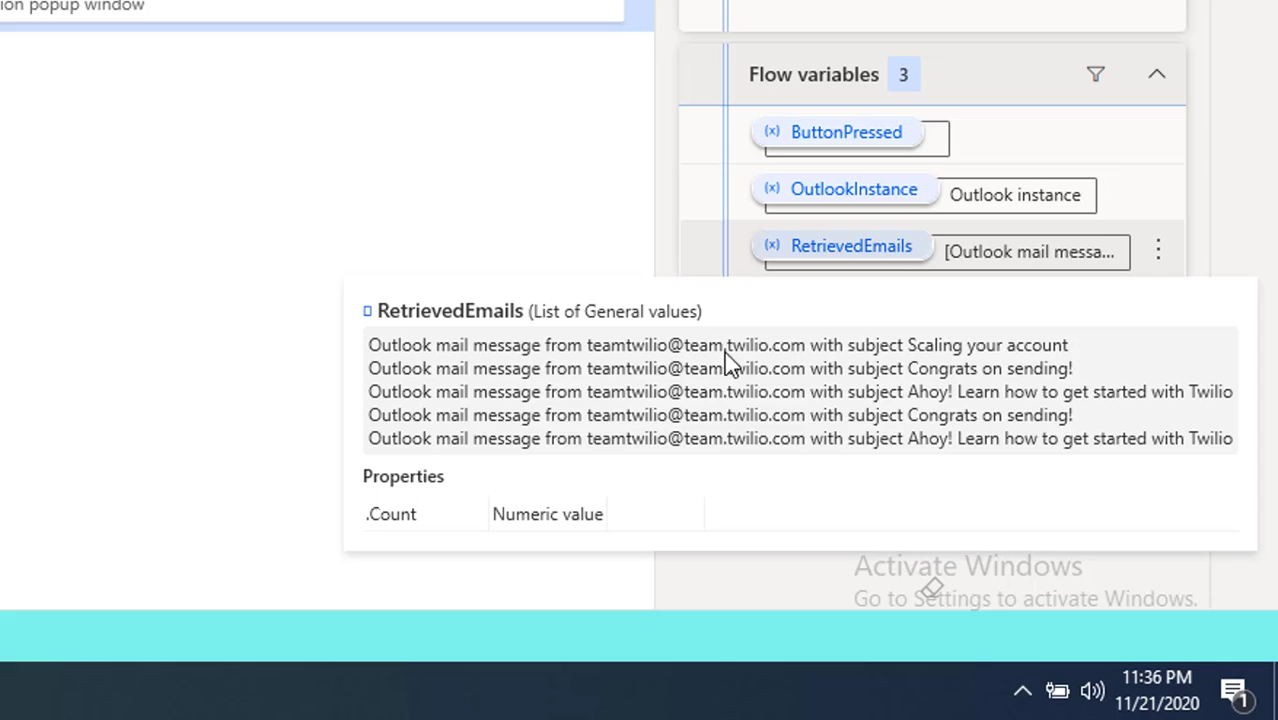 ion popup window
Flow variables 3
(x) ButtonPressed
(x) OutlookInstance Outlook instance
(x) RetrievedEmails [Outlook mail messa...
RetrievedEmails (List of General values)
Outlook mail message from teamtwilio@team.twilio.com with subject Scaling your account
Outlook mail message from teamtwilio@team.twilio.com with subject Congrats on sending!
Outlook mail message from teamtwilio@team.twilio.com with subject Ahoy! Learn how to get started with Twilio
Outlook mail message from teamtwilio@team.twilio.com with subject Congrats on sending!
Outlook mail message from teamtwilio@team.twilio.com with subject Ahoy! Learn how to get started with Twilio
Properties
.Count Numeric value
Activate Windows
Go to Settings to activate Windows.
11:36 PM
11/21/2020
1